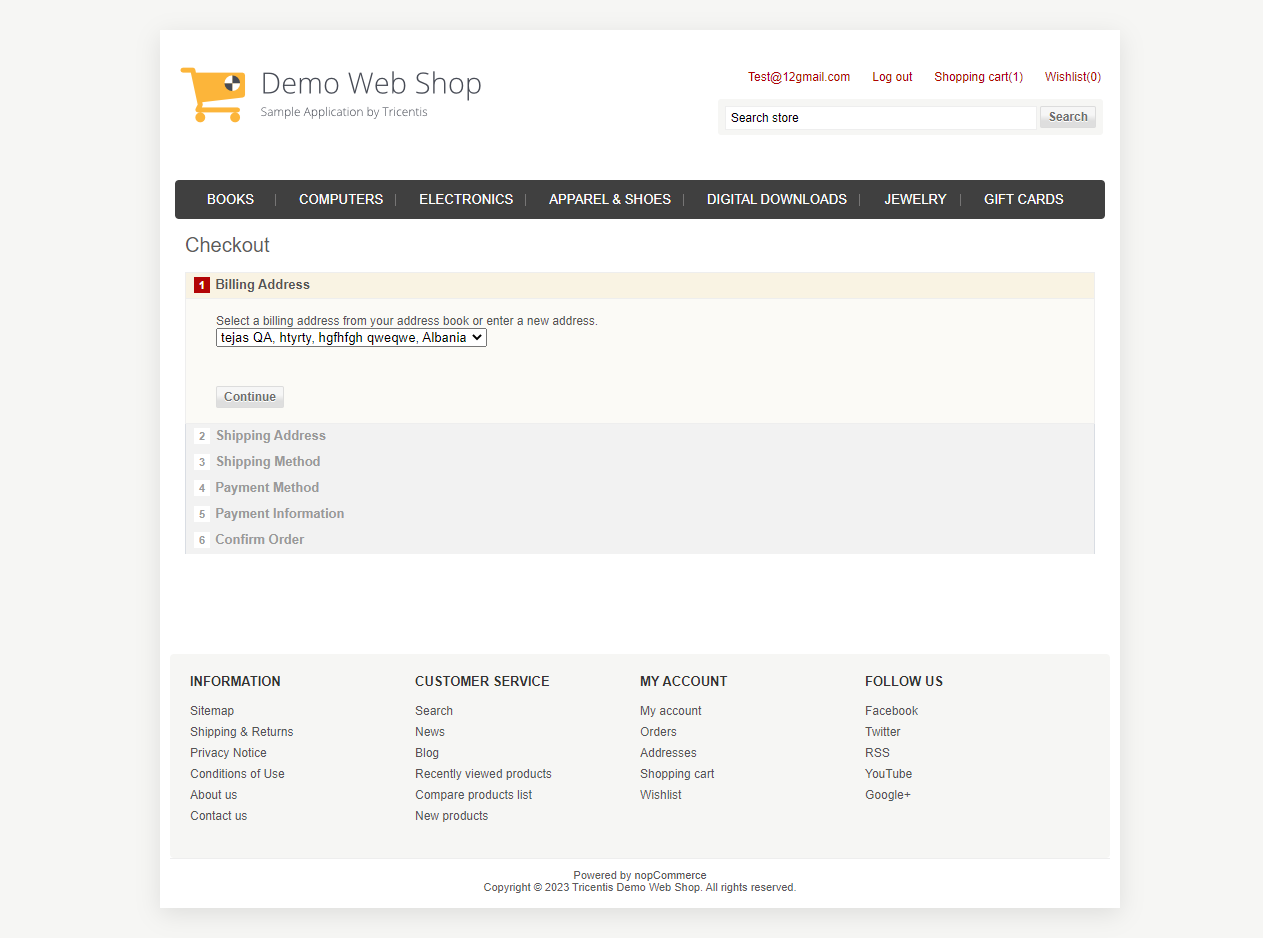 Demo Web Shop
Sample Application by Tricentis
Test@12gmail.com Log out Shopping cart(1) Wishlist(0)
Search store Search
BOOKS COMPUTERS ELECTRONICS APPAREL & SHOES DIGITAL DOWNLOADS JEWELRY GIFT CARDS
Checkout
1 Billing Address
Select a billing address from your address book or enter a new address.
tejas QA, htyrty, hgfhfgh qweqwe, Albania
Continue
2 Shipping Address
3 Shipping Method
4 Payment Method
5 Payment Information
6 Confirm Order
INFORMATION
Sitemap
Shipping & Returns
Privacy Notice
Conditions of Use
About us
Contact us
CUSTOMER SERVICE
Search
News
Blog
Recently viewed products
Compare products list
New products
MY ACCOUNT
My account
Orders
Addresses
Shopping cart
Wishlist
FOLLOW US
Facebook
Twitter
RSS
YouTube
Google+
Powered by nopCommerce
Copyright © 2023 Tricentis Demo Web Shop. All rights reserved.